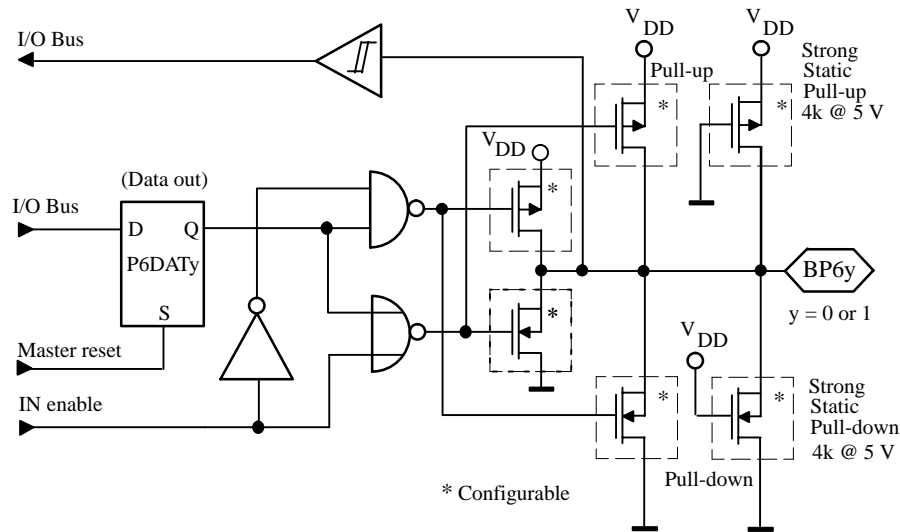 I/O Bus
V
DD
V
DD
Strong
Static
Pull-up
4k @ 5 V
Pull-up
*
*
V
DD
(Data out)
*
I/O Bus
D
Q
P6DATy
BP6y
S
*
y = 0 or 1
Master reset
V
DD
IN enable
*
*
Strong
Static
Pull-down
4k @ 5 V
Pull-down
* Configurable